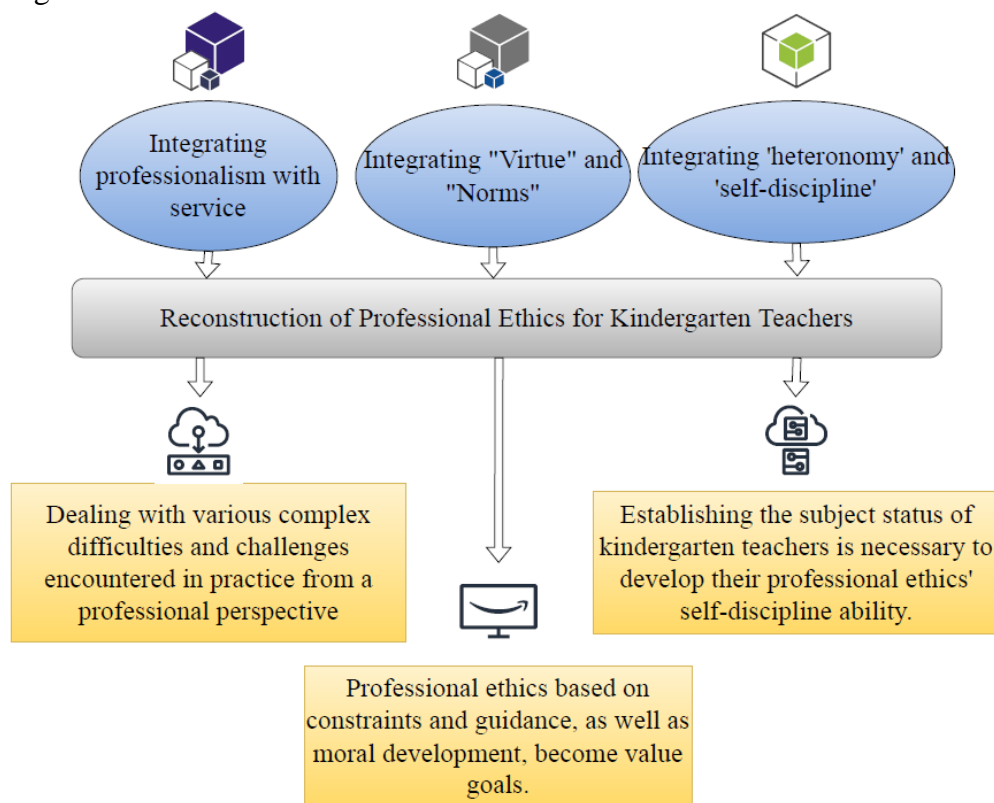 Integrating
professionalism with
service
Integrating "Virtue" and
"Norms"
Integrating 'heteronomy' and
'self-discipline'
Reconstruction of Professional Ethics for Kindergarten Teachers
Dealing with various complex
difficulties and challenges
encountered in practice from a
professional perspective
Establishing the subject status of
kindergarten teachers is necessary to
develop their professional ethics'
self-discipline ability.
Professional ethics based on
constraints and guidance, as well as
moral development, become value
goals.